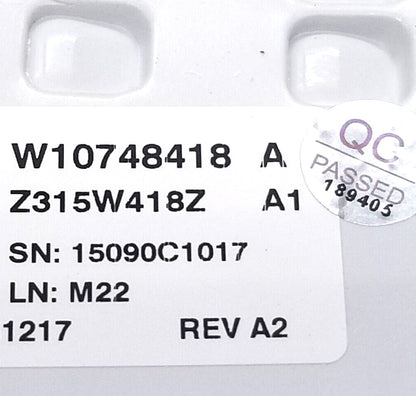 W10748418 A
Z315W418Z A1
SN: 15090C1017
LN: M22
1217 REV A2
QC
PASSED
189405